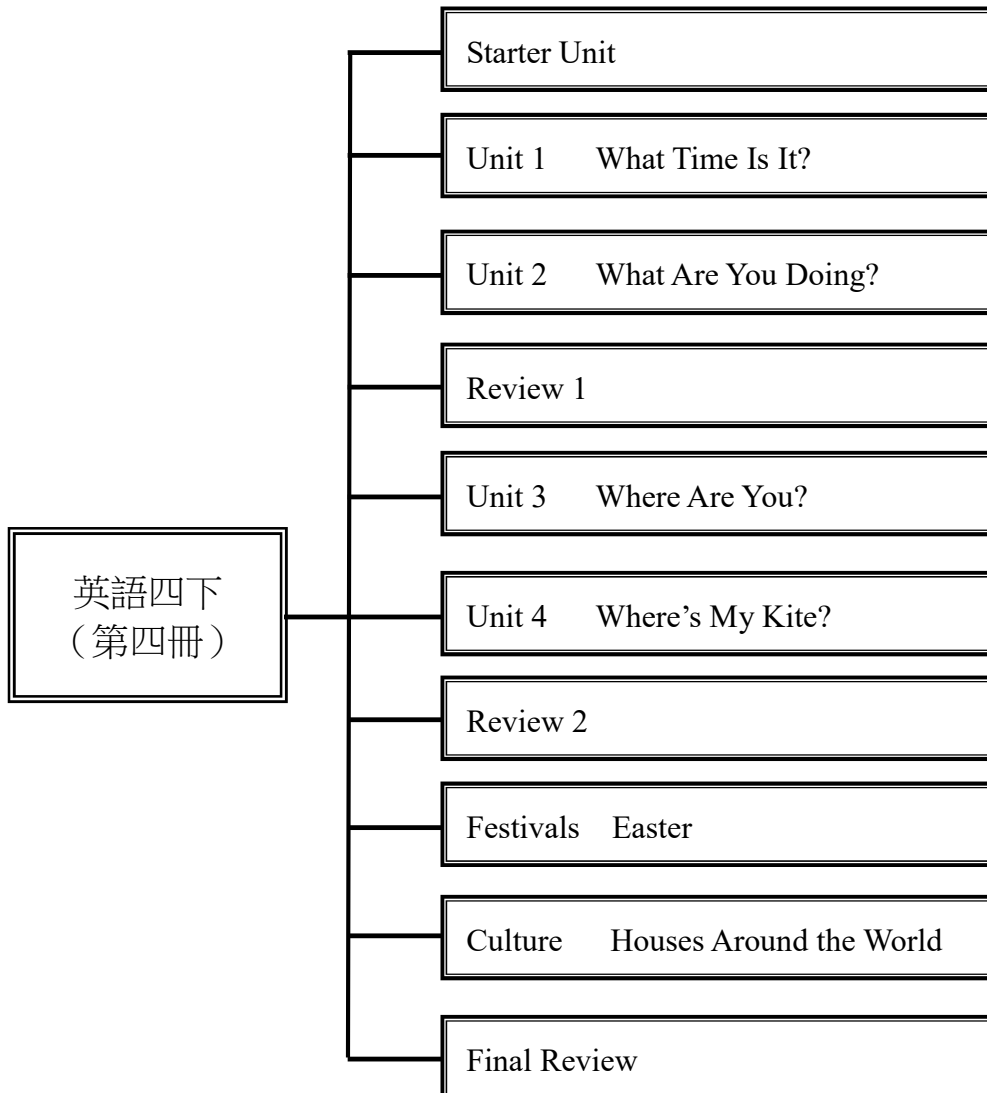 Starter Unit
Unit 1 What Time Is It?
Unit 2 What Are You Doing?
Review 1
Unit 3 Where Are You?
英語四下
（第四冊）
Unit 4 Where’s My Kite?
Review 2
Festivals Easter
Culture Houses Around the World
Final Review